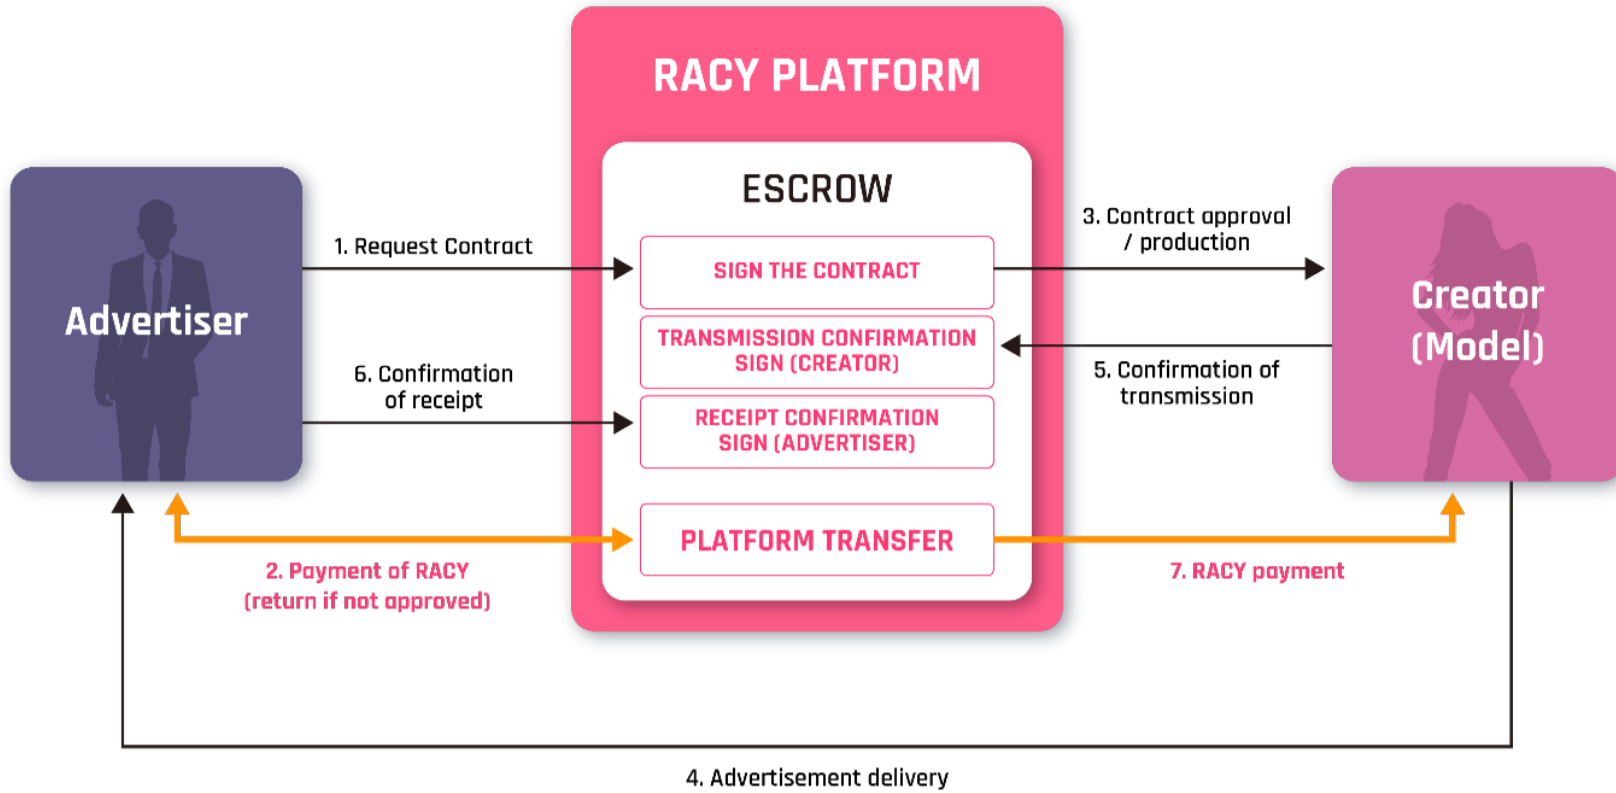 RACY PLATFORM
ESCROW
Advertiser
1. Request Contract
SIGN THE CONTRACT
3. Contract approval
/ production
Creator
(Model)
TRANSMISSION CONFIRMATION
SIGN (CREATOR)
5. Confirmation of
transmission
6. Confirmation
of receipt
RECEIPT CONFIRMATION
SIGN (ADVERTISER)
PLATFORM TRANSFER
2. Payment of RACY
(return if not approved)
7. RACY payment
4. Advertisement delivery